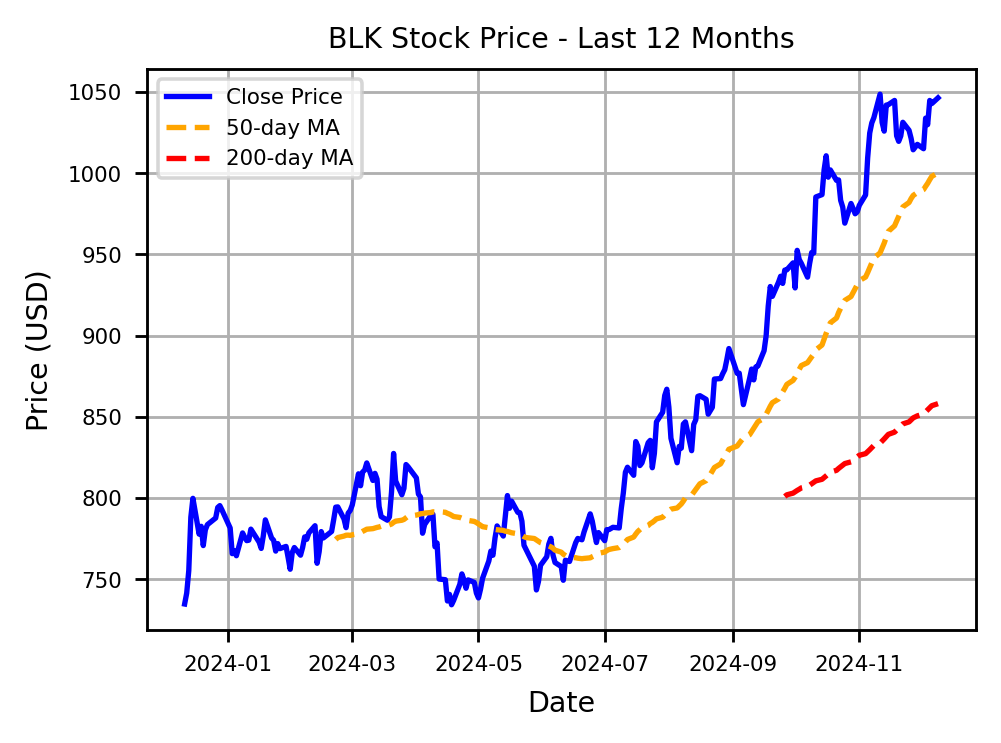 BLK Stock Price - Last 12 Months
Close Price
50-day MA
200-day MA
Price (USD)
1050
1000
950
900
850
800
750
2024-01 2024-03 2024-05 2024-07 2024-09 2024-11
Date